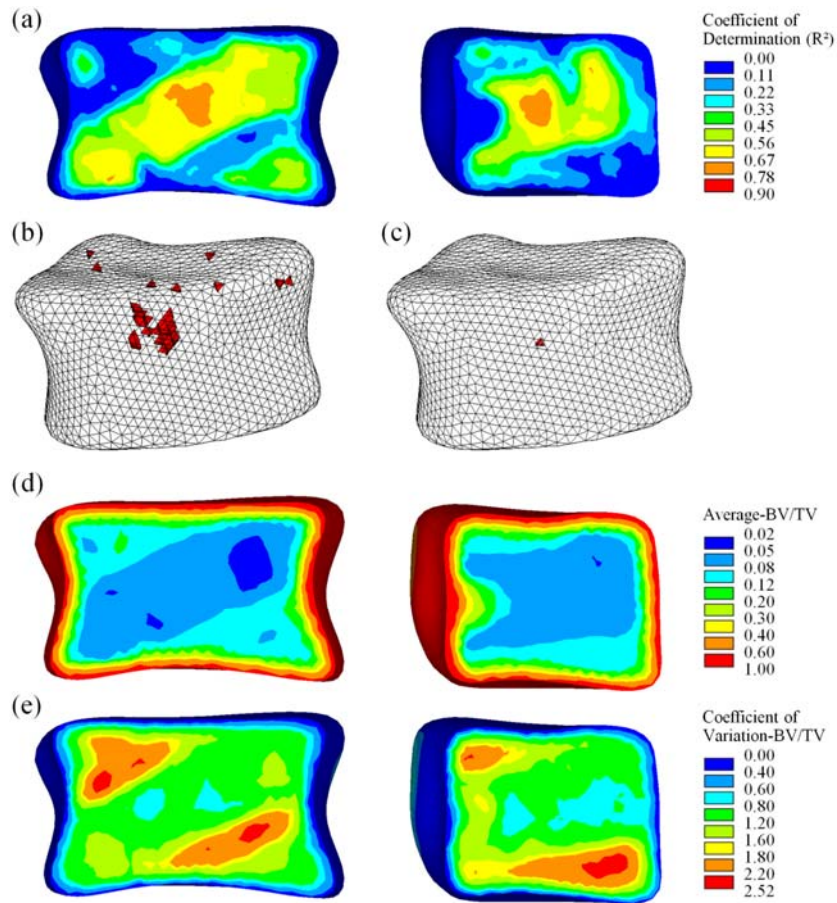 (a)
Coefficient of
Determination (R²)
0.00
0.11
0.22
0.33
0.45
0.56
0.67
0.78
0.90
(b)
(c)
(d)
Average-BV/TV
0.02
0.05
0.08
0.12
0.20
0.30
0.40
0.60
1.00
(e)
Coefficient of
Variation-BV/TV
0.00
0.40
0.60
0.80
1.20
1.60
1.80
2.20
2.52